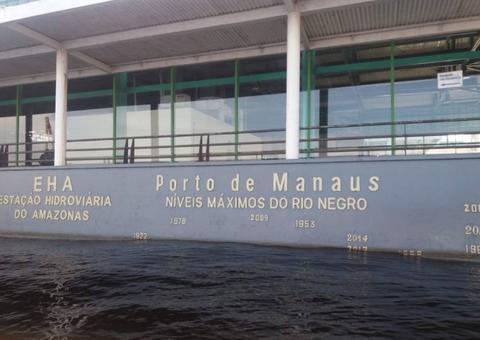 EHA
ESTAÇÃO HIDROVIÁRIA
DO AMAZONAS
Porto de Manaus
NÍVEIS MÁXIMOS DO RIO NEGRO
1976
2009
1953
1922
2014